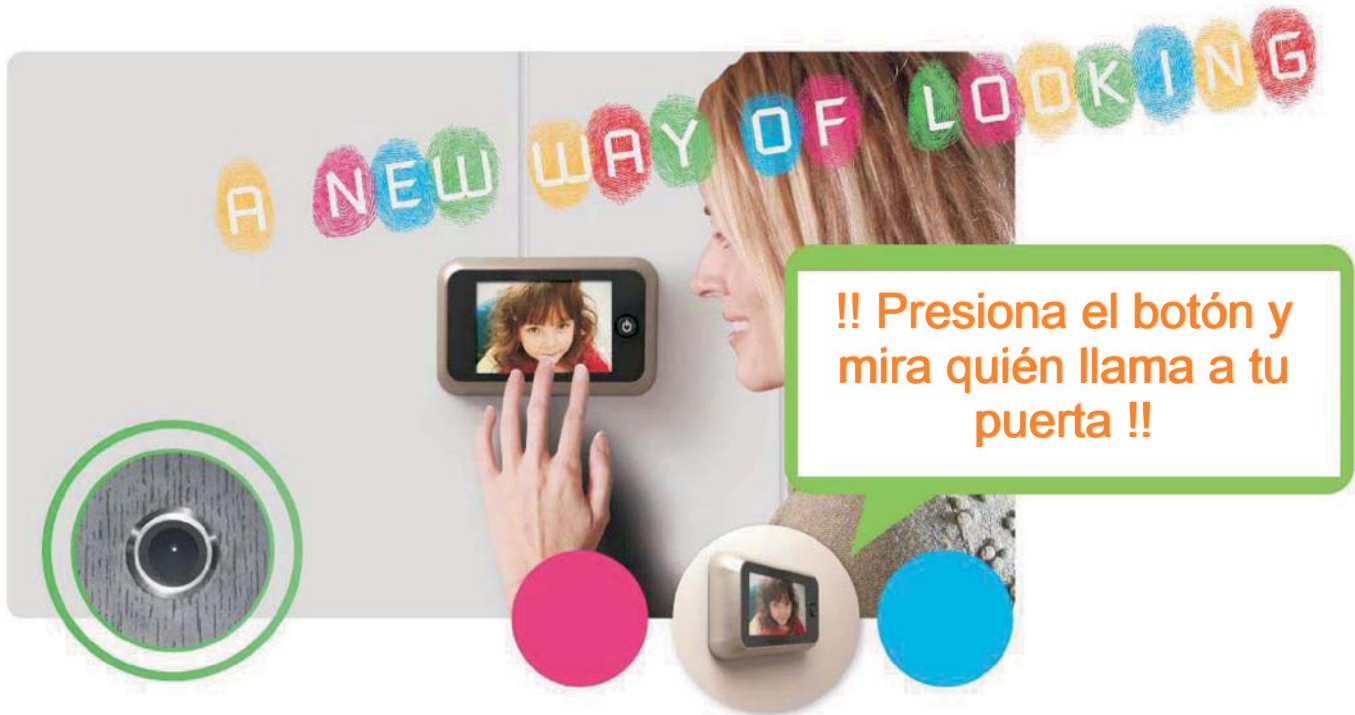 A NEW WAY OF LOOKING
!! Presiona el botón y
mira quién llama a tu
puerta !!